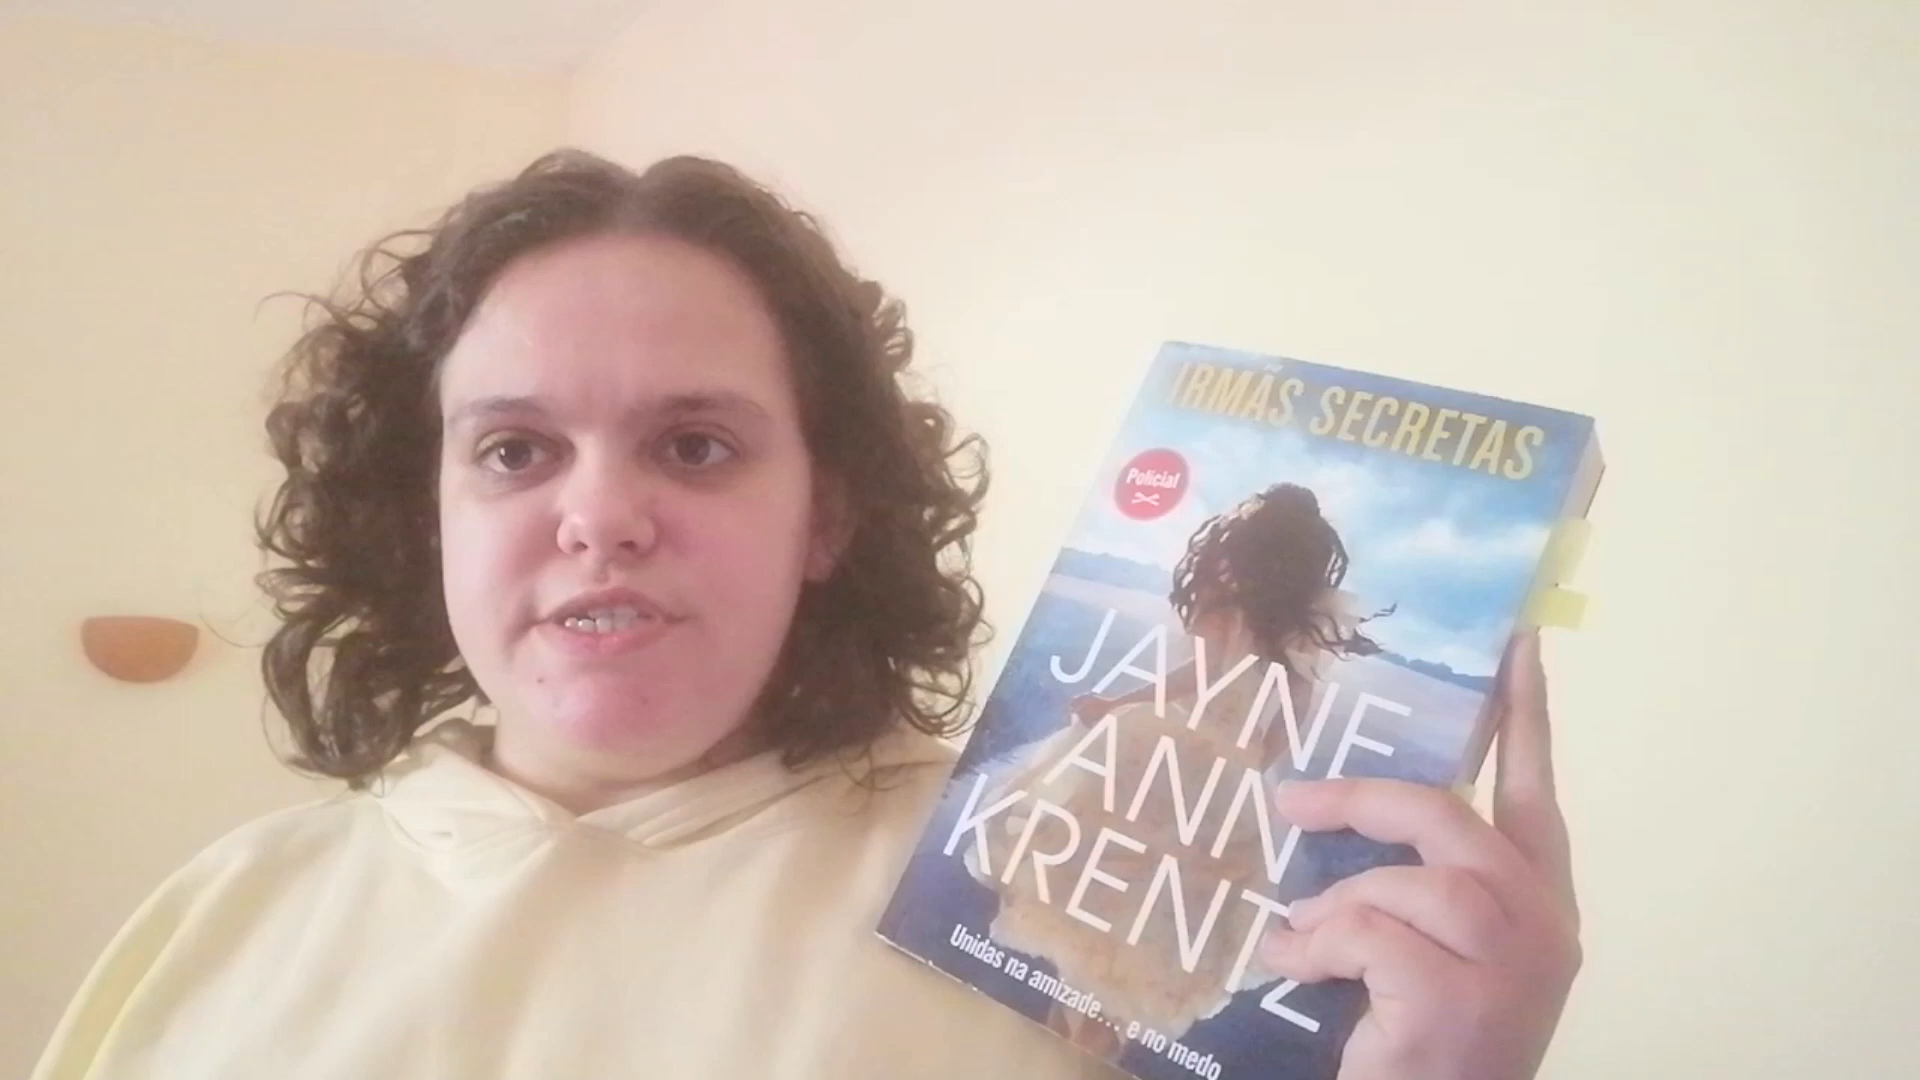 IRMÃS SECRETAS
Policial
JAYNE
ANN
KRENTZ
Unidas na amizade... e no medo